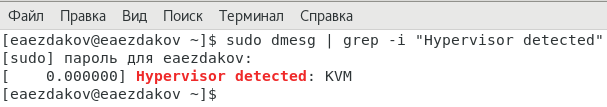 Файл Правка Вид Поиск Терминал Справка
[eaezdakov@eaezdakov ~]$ sudo dmesg | grep -i "Hypervisor detected"
[sudo] пароль для eaezdakov:
[    0.000000] Hypervisor detected: KVM
[eaezdakov@eaezdakov ~]$